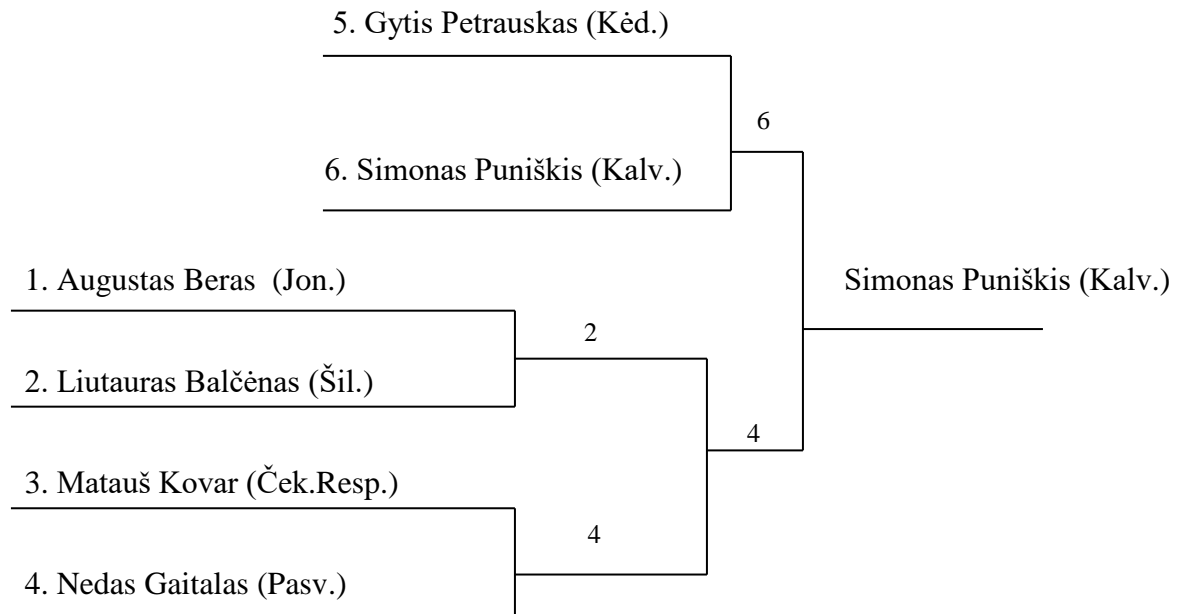 5. Gytis Petrauskas (Kėd.)
6
6. Simonas Puniškis (Kalv.)
1. Augustas Beras  (Jon.)
Simonas Puniškis (Kalv.)
2
2. Liutauras Balčėnas (Šil.)
4
3. Matauš Kovar (Ček.Resp.)
4
4. Nedas Gaitalas (Pasv.)